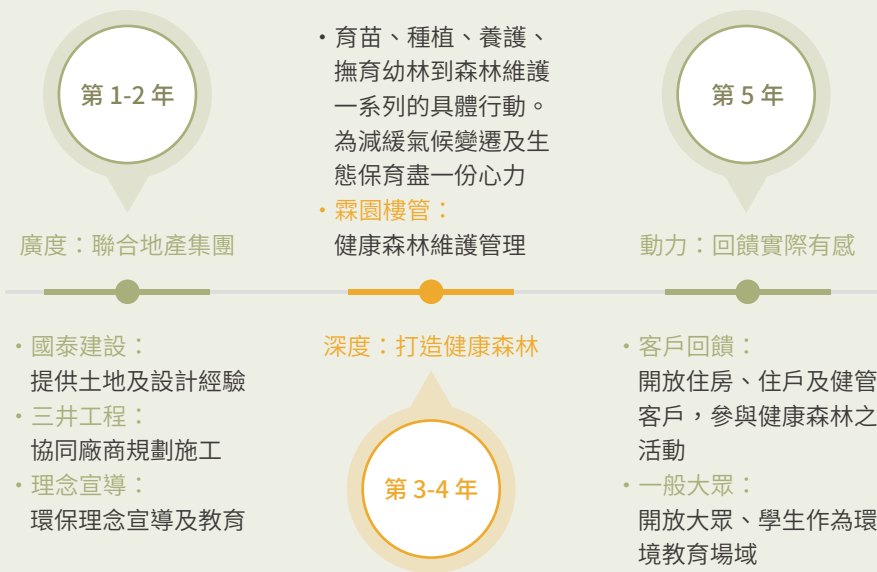 第 1-2 年
廣度：聯合地產集團
・國泰建設：
提供土地及設計經驗
・三井工程：
協同廠商規劃施工
・理念宣導：
環保理念宣導及教育
・育苗、種植、養護、
撫育幼林到森林維護
一系列的具體行動。
為減緩氣候變遷及生
態保育盡一份心力
・霖園樓管：
健康森林維護管理
深度：打造健康森林
第 3-4 年
第 5 年
動力：回饋實際有感
・客戶回饋：
開放住房、住戶及健管
客戶，參與健康森林之
活動
・一般大眾：
開放大眾、學生作為環
境教育場域